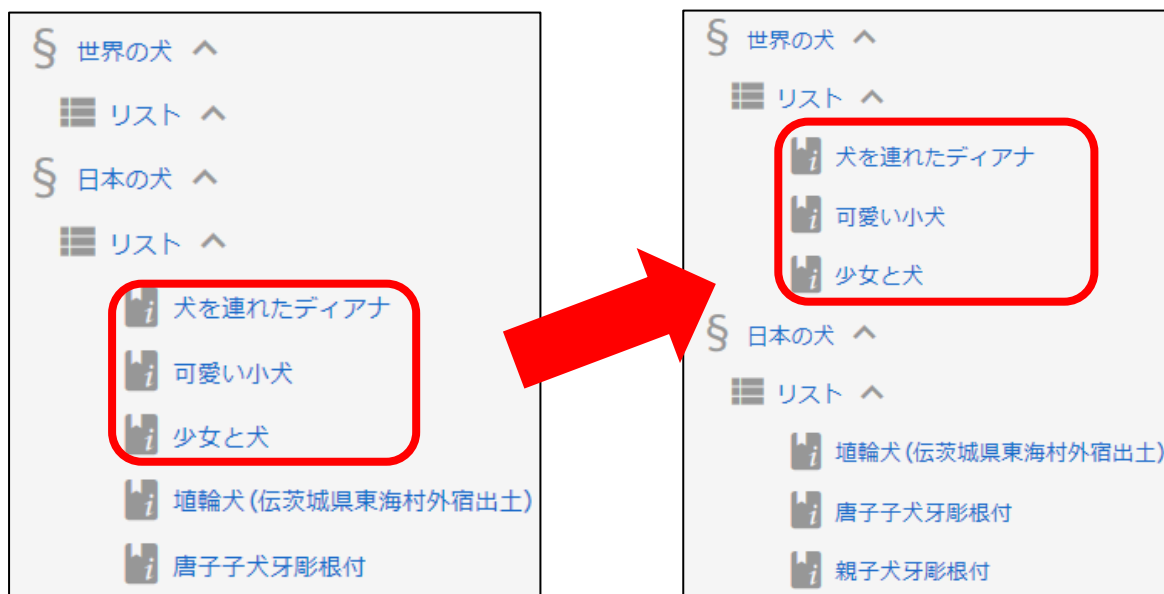 § 世界の犬
リスト
§ 日本の犬
リスト
犬を連れたディアナ
可愛い小犬
少女と犬
埴輪犬(伝茨城県東海村外宿出土)
唐子子犬牙彫根付
§ 世界の犬
リスト
犬を連れたディアナ
可愛い小犬
少女と犬
§ 日本の犬
リスト
埴輪犬(伝茨城県東海村外宿出土)
唐子子犬牙彫根付
親子犬牙彫根付